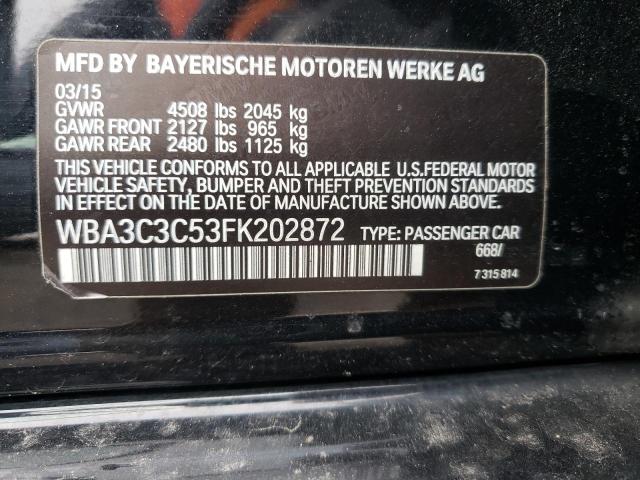 MFD BY BAYERISCHE MOTOREN WERKE AG
03/15
GVWR 4508 lbs 2045 kg
GAWR FRONT 2127 lbs 965 kg
GAWR REAR 2480 lbs 1125 kg
THIS VEHICLE CONFORMS TO ALL APPLICABLE U.S.FEDERAL MOTOR
VEHICLE SAFETY, BUMPER AND THEFT PREVENTION STANDARDS
IN EFFECT ON THE DATE OF MANUFACTURE SHOWN ABOVE.
WBA3C3C53FK202872 TYPE: PASSENGER CAR
668/
7 315 814